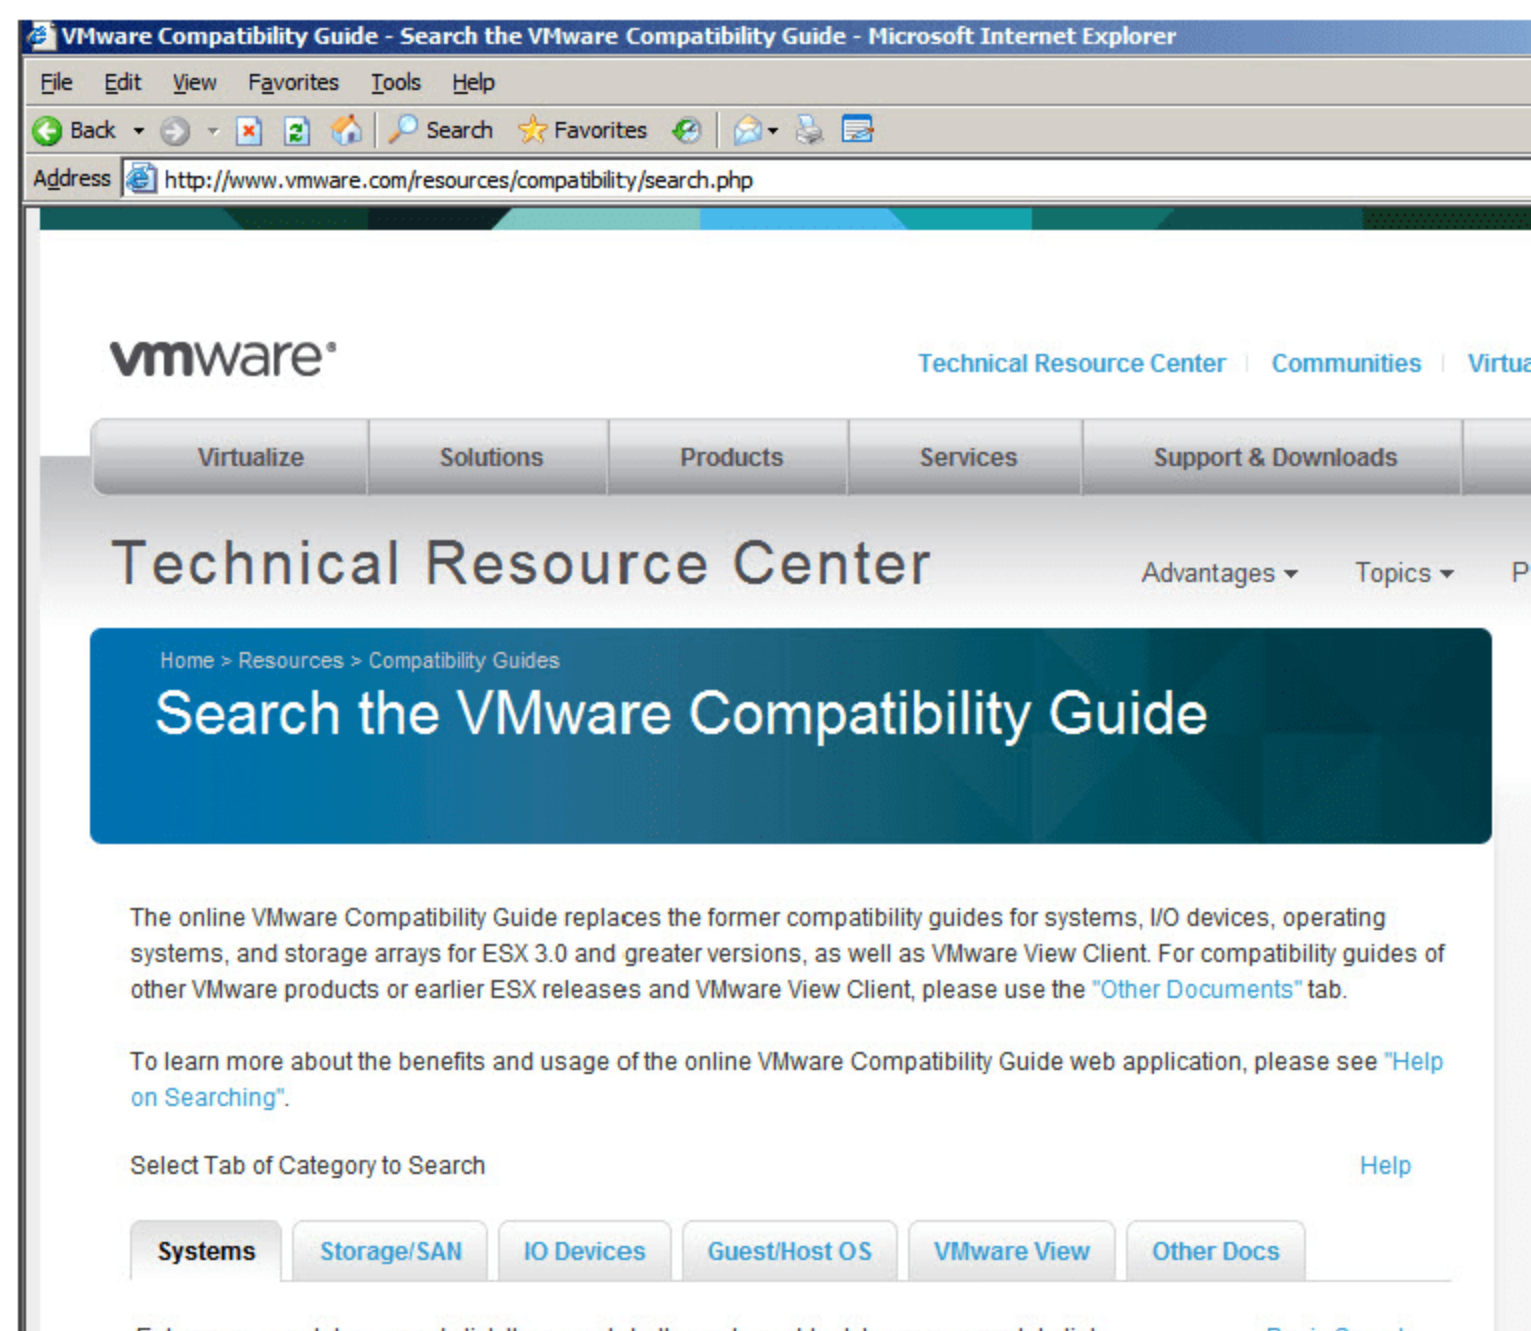 VMware Compatibility Guide - Search the VMware Compatibility Guide - Microsoft Internet Explorer
File Edit View Favorites Tools Help
Back Search Favorites
Address http://www.vmware.com/resources/compatibility/search.php
vmware®
Technical Resource Center Communities
Virtualize Solutions Products Services Support & Downloads
Technical Resource Center
Advantages Topics
Home > Resources > Compatibility Guides
Search the VMware Compatibility Guide
The online VMware Compatibility Guide replaces the former compatibility guides for systems, I/O devices, operating
systems, and storage arrays for ESX 3.0 and greater versions, as well as VMware View Client. For compatibility guides of
other VMware products or earlier ESX releases and VMware View Client, please use the "Other Documents" tab.
To learn more about the benefits and usage of the online VMware Compatibility Guide web application, please see "Help
on Searching".
Select Tab of Category to Search Help
Systems Storage/SAN IO Devices Guest/Host OS VMware View Other Docs